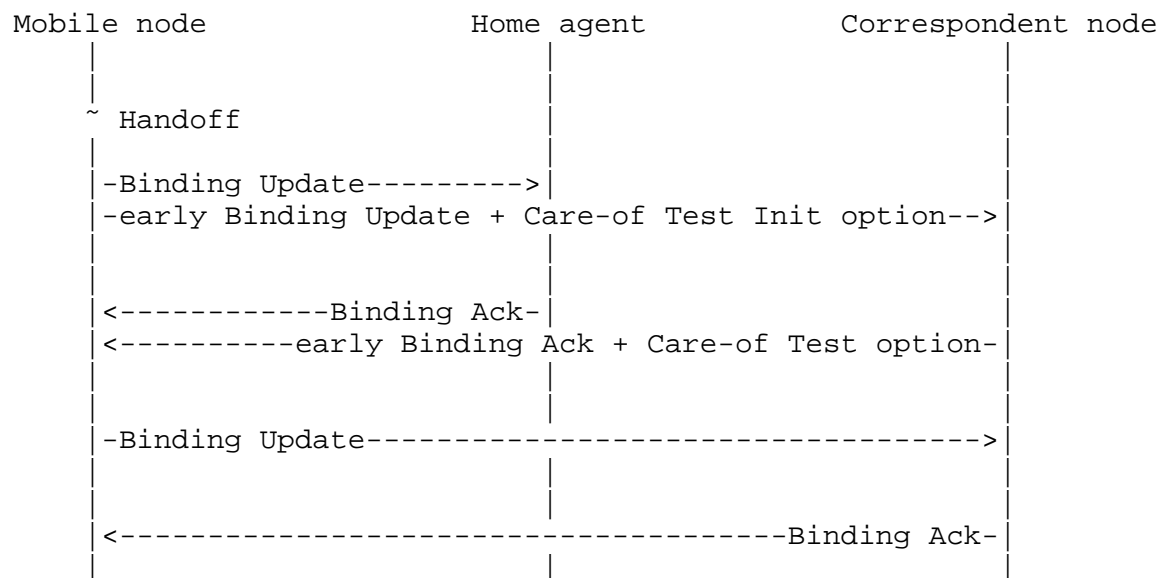 Mobile node Home agent Correspondent node
~ Handoff
-Binding Update--------->
-early Binding Update + Care-of Test Init option-->
<------------Binding Ack-
<----------early Binding Ack + Care-of Test option-
-Binding Update----------------------------------->
<--------------------------------------Binding Ack-